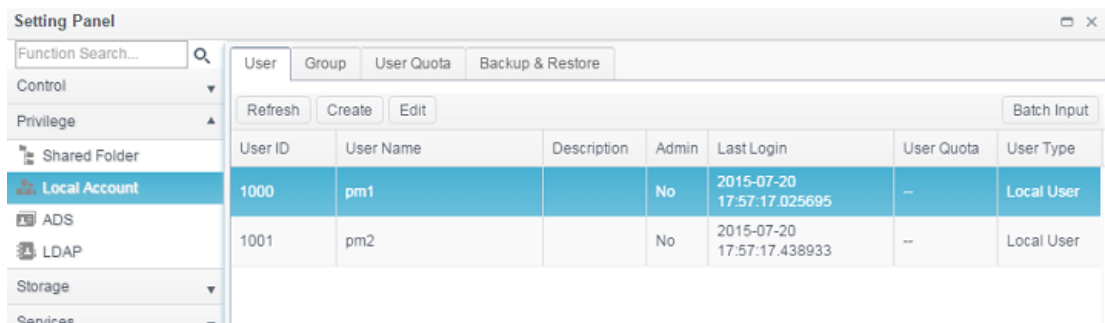 Setting Panel
Function Search...
Control
Privilege
Shared Folder
Local Account
ADS
LDAP
Storage
Services
User Group User Quota Backup & Restore
Refresh Create Edit Batch Input
User ID User Name Description Admin Last Login User Quota User Type
1000 pm1 No 2015-07-20 17:57:17.025695 -- Local User
1001 pm2 No 2015-07-20 17:57:17.438933 -- Local User